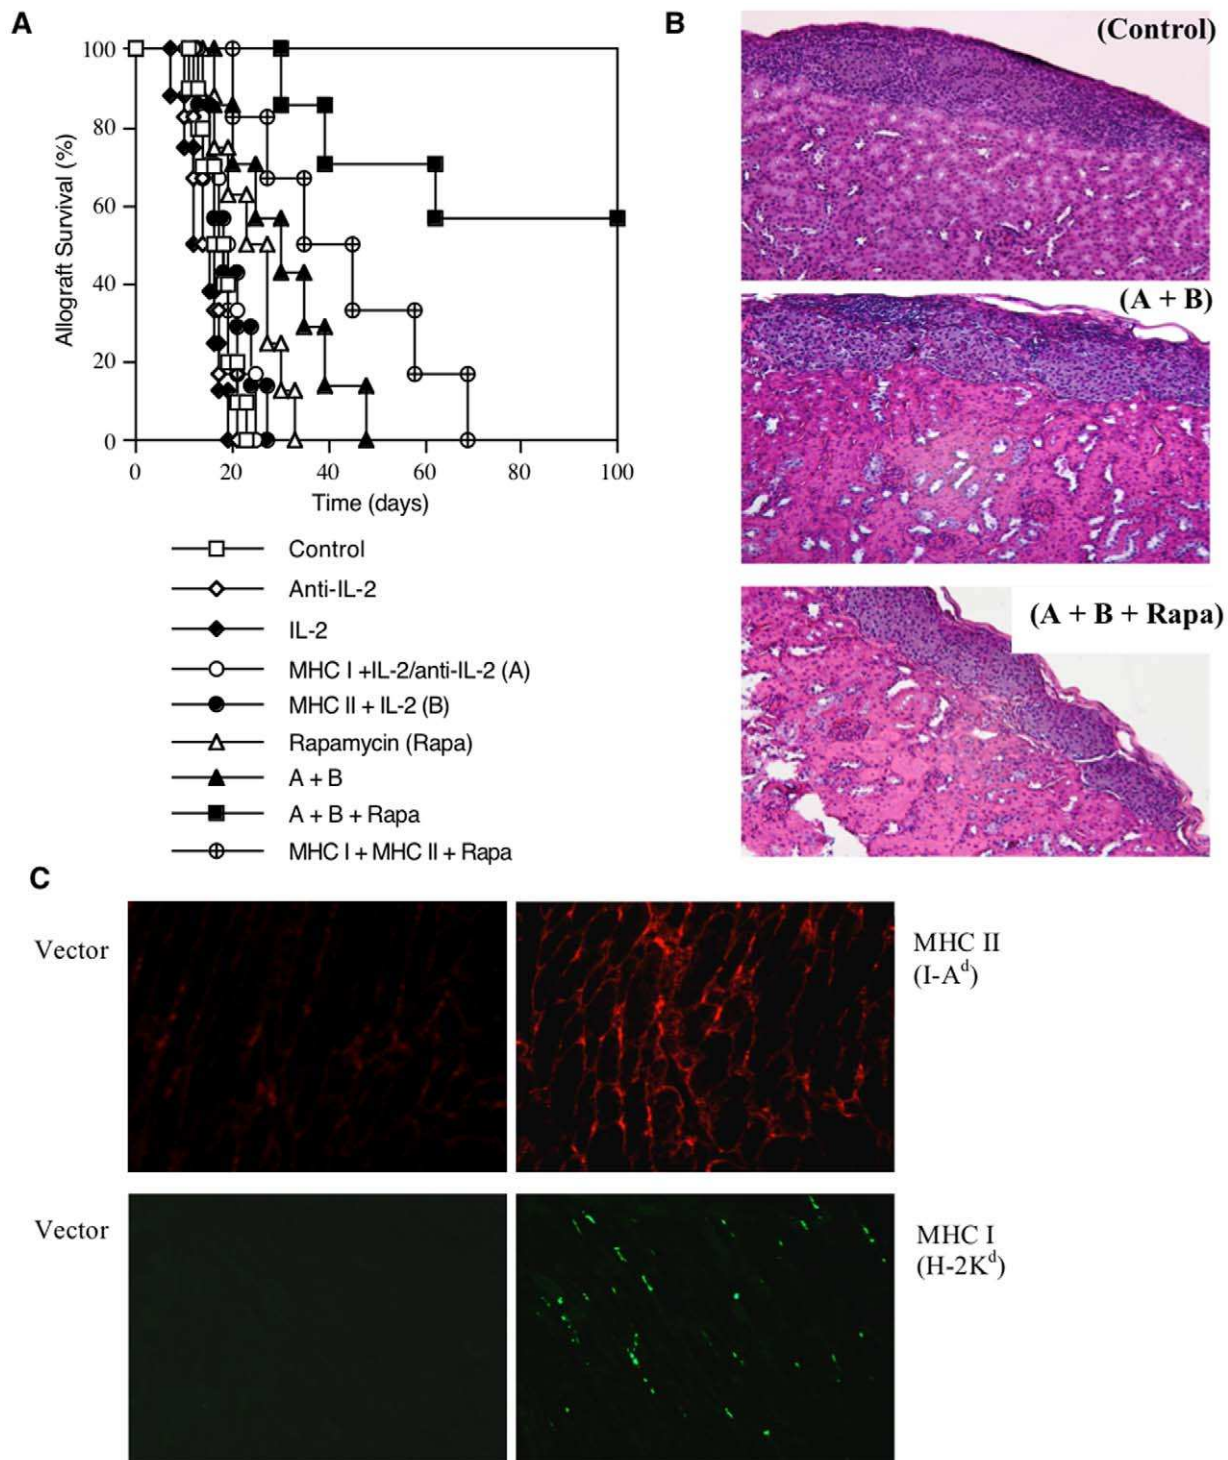 A
B
100
80
60
40
20
0
Allograft Survival (%)
0 20 40 60 80 100
Time (days)
Control
Anti-IL-2
IL-2
MHC I +IL-2/anti-IL-2 (A)
MHC II + IL-2 (B)
Rapamycin (Rapa)
A + B
A + B + Rapa
MHC I + MHC II + Rapa
(Control)
(A + B)
(A + B + Rapa)
C
Vector
MHC II
(I-Aᵈ)
Vector
MHC I
(H-2Kᵈ)